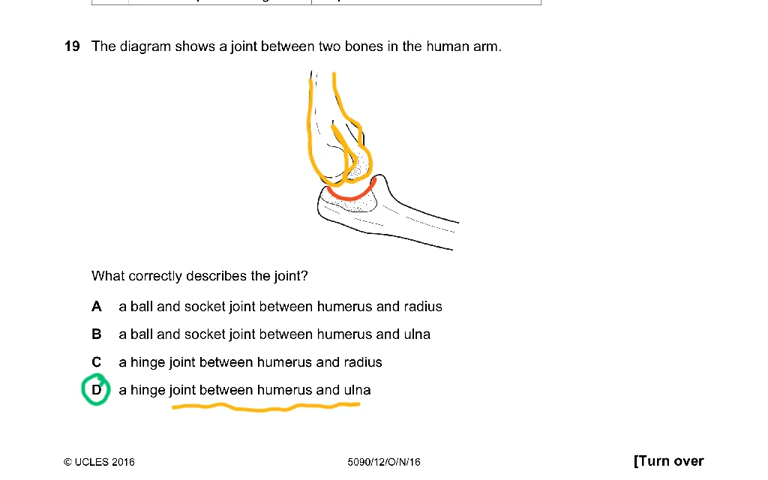 19 The diagram shows a joint between two bones in the human arm.
What correctly describes the joint?
A a ball and socket joint between humerus and radius
B a ball and socket joint between humerus and ulna
C a hinge joint between humerus and radius
D a hinge joint between humerus and ulna
© UCLES 2016 5090/12/O/N/16 [Turn over